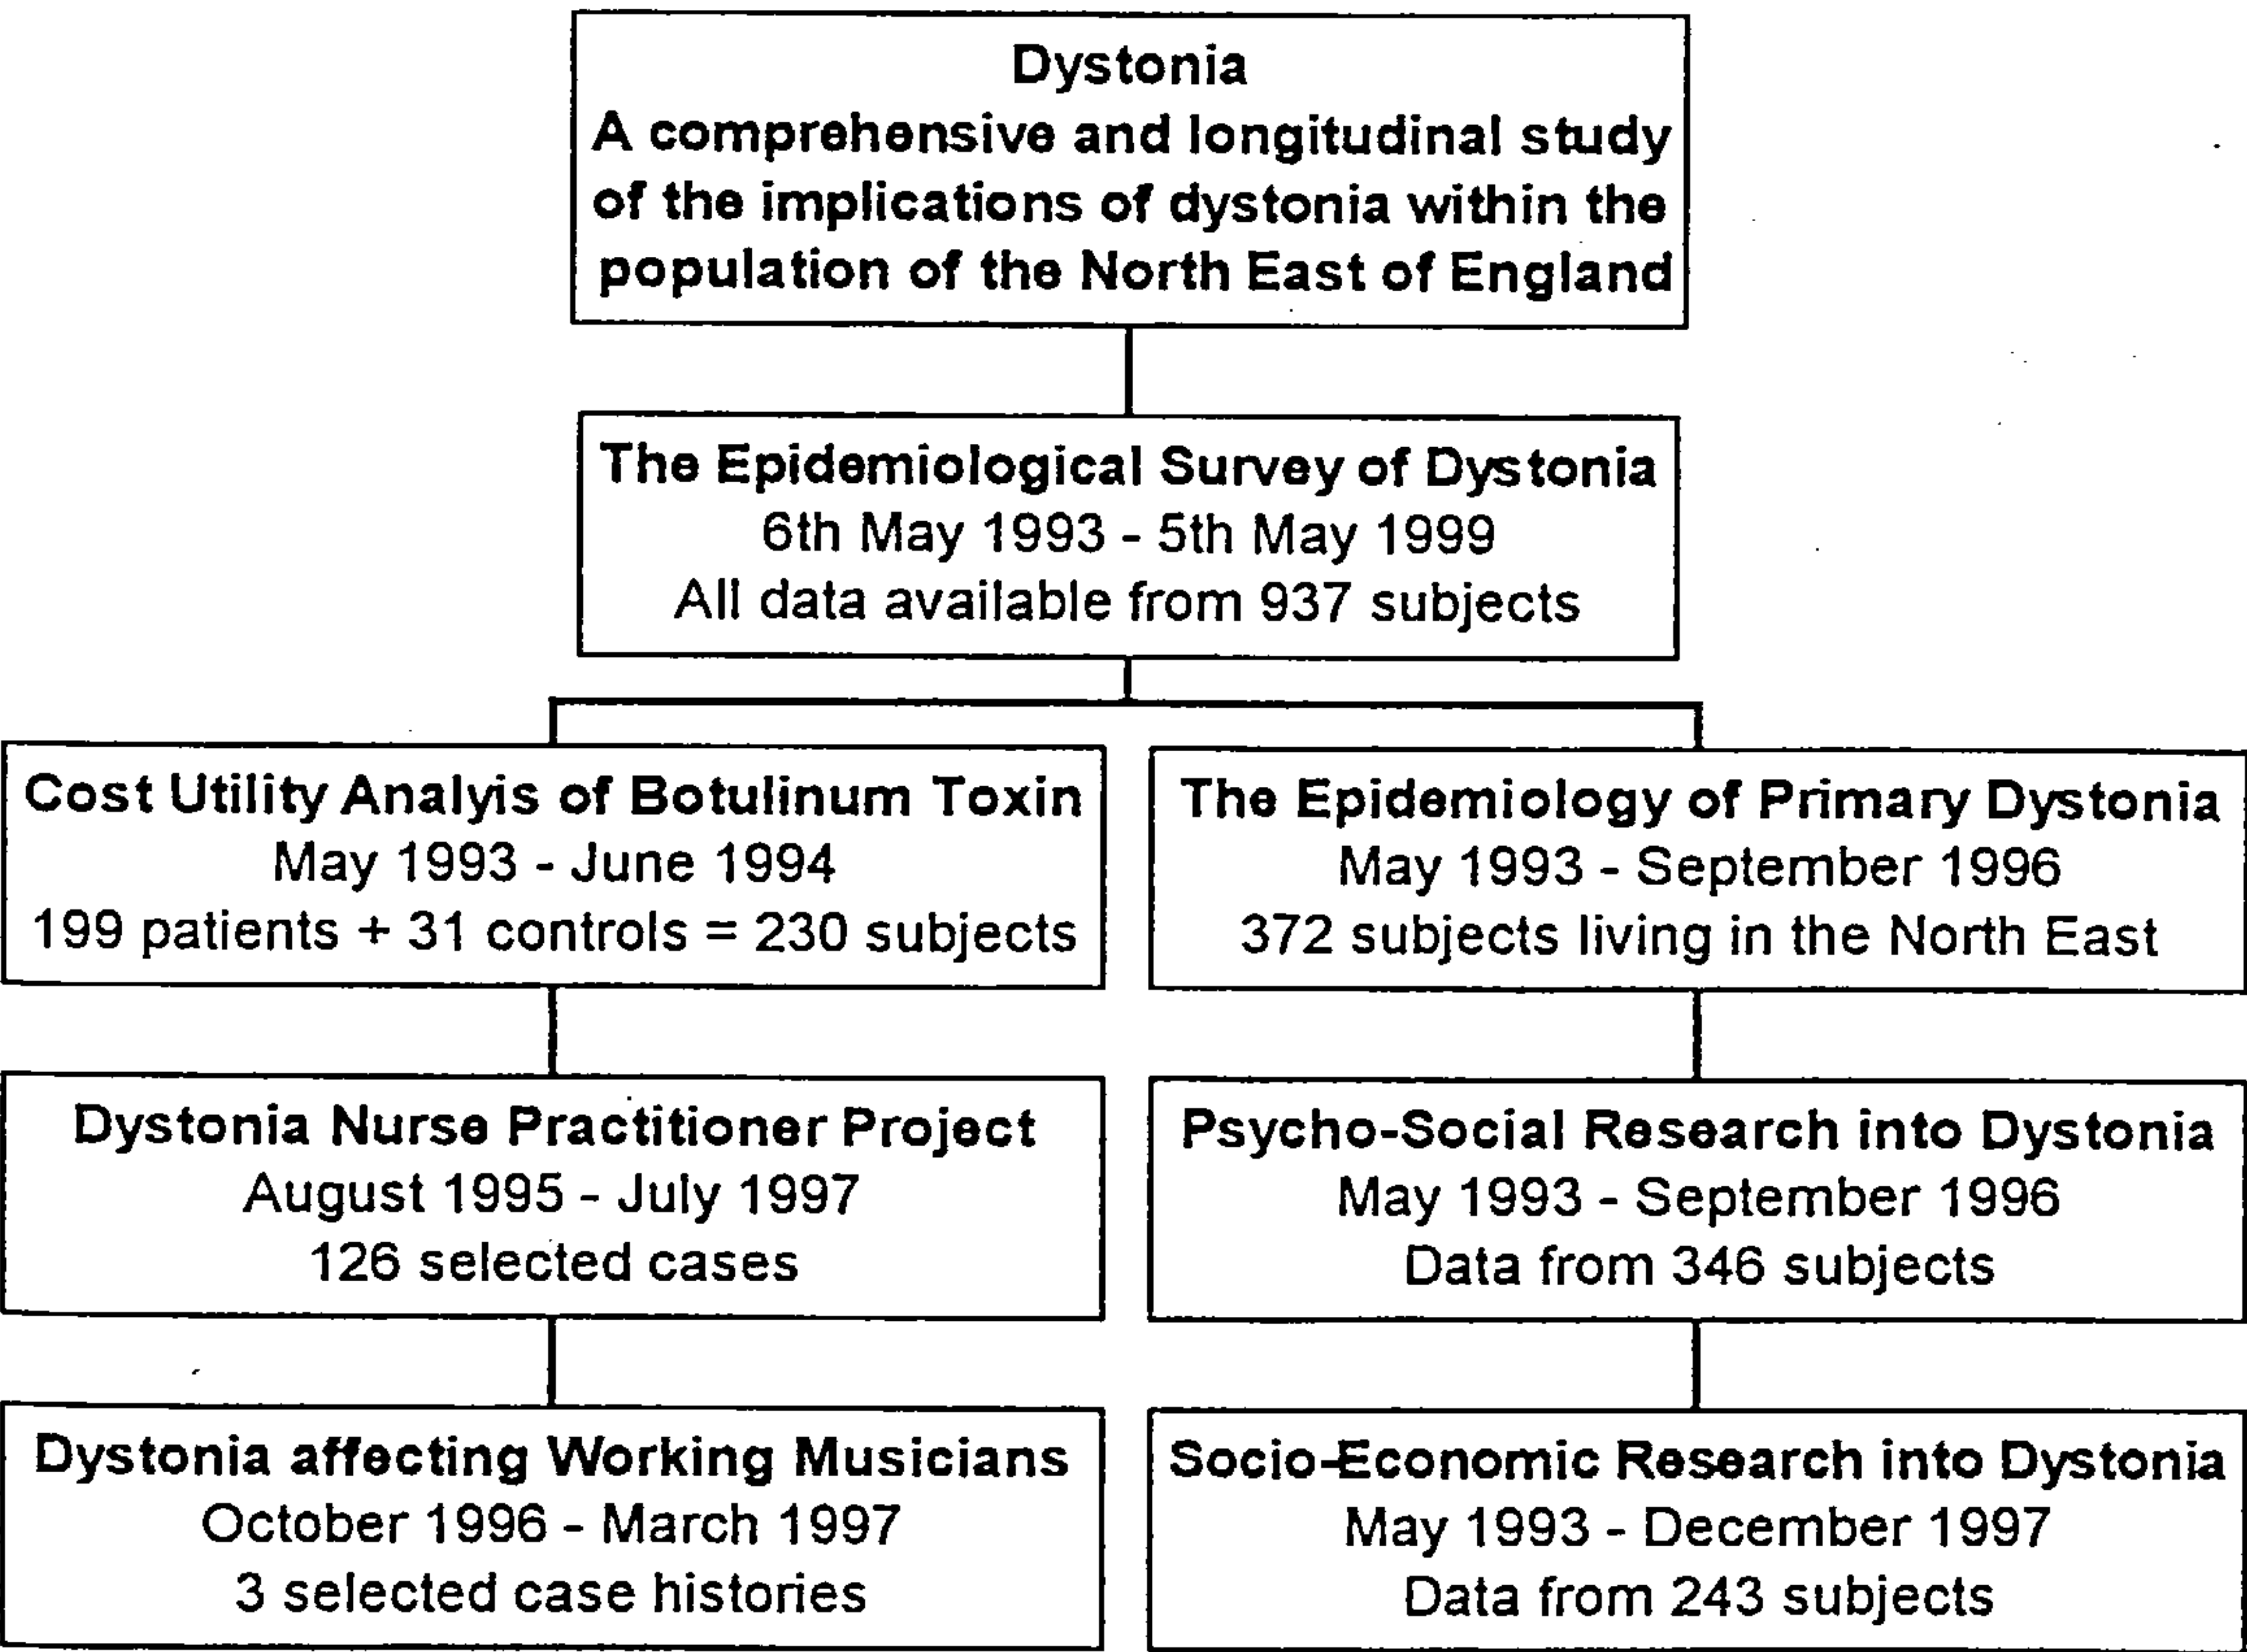 Dystonia
A comprehensive and longitudinal study
of the implications of dystonia within the
population of the North East of England
The Epidemiological Survey of Dystonia
6th May 1993 - 5th May 1999
All data available from 937 subjects
Cost Utility Analyis of Botulinum Toxin
May 1993 - June 1994
199 patients + 31 controls = 230 subjects
The Epidemiology of Primary Dystonia
May 1993 - September 1996
372 subjects living in the North East
Dystonia Nurse Practitioner Project
August 1995 - July 1997
126 selected cases
Psycho-Social Research into Dystonia
May 1993 - September 1996
Data from 346 subjects
Dystonia affecting Working Musicians
October 1996 - March 1997
3 selected case histories
Socio-Economic Research into Dystonia
May 1993 - December 1997
Data from 243 subjects